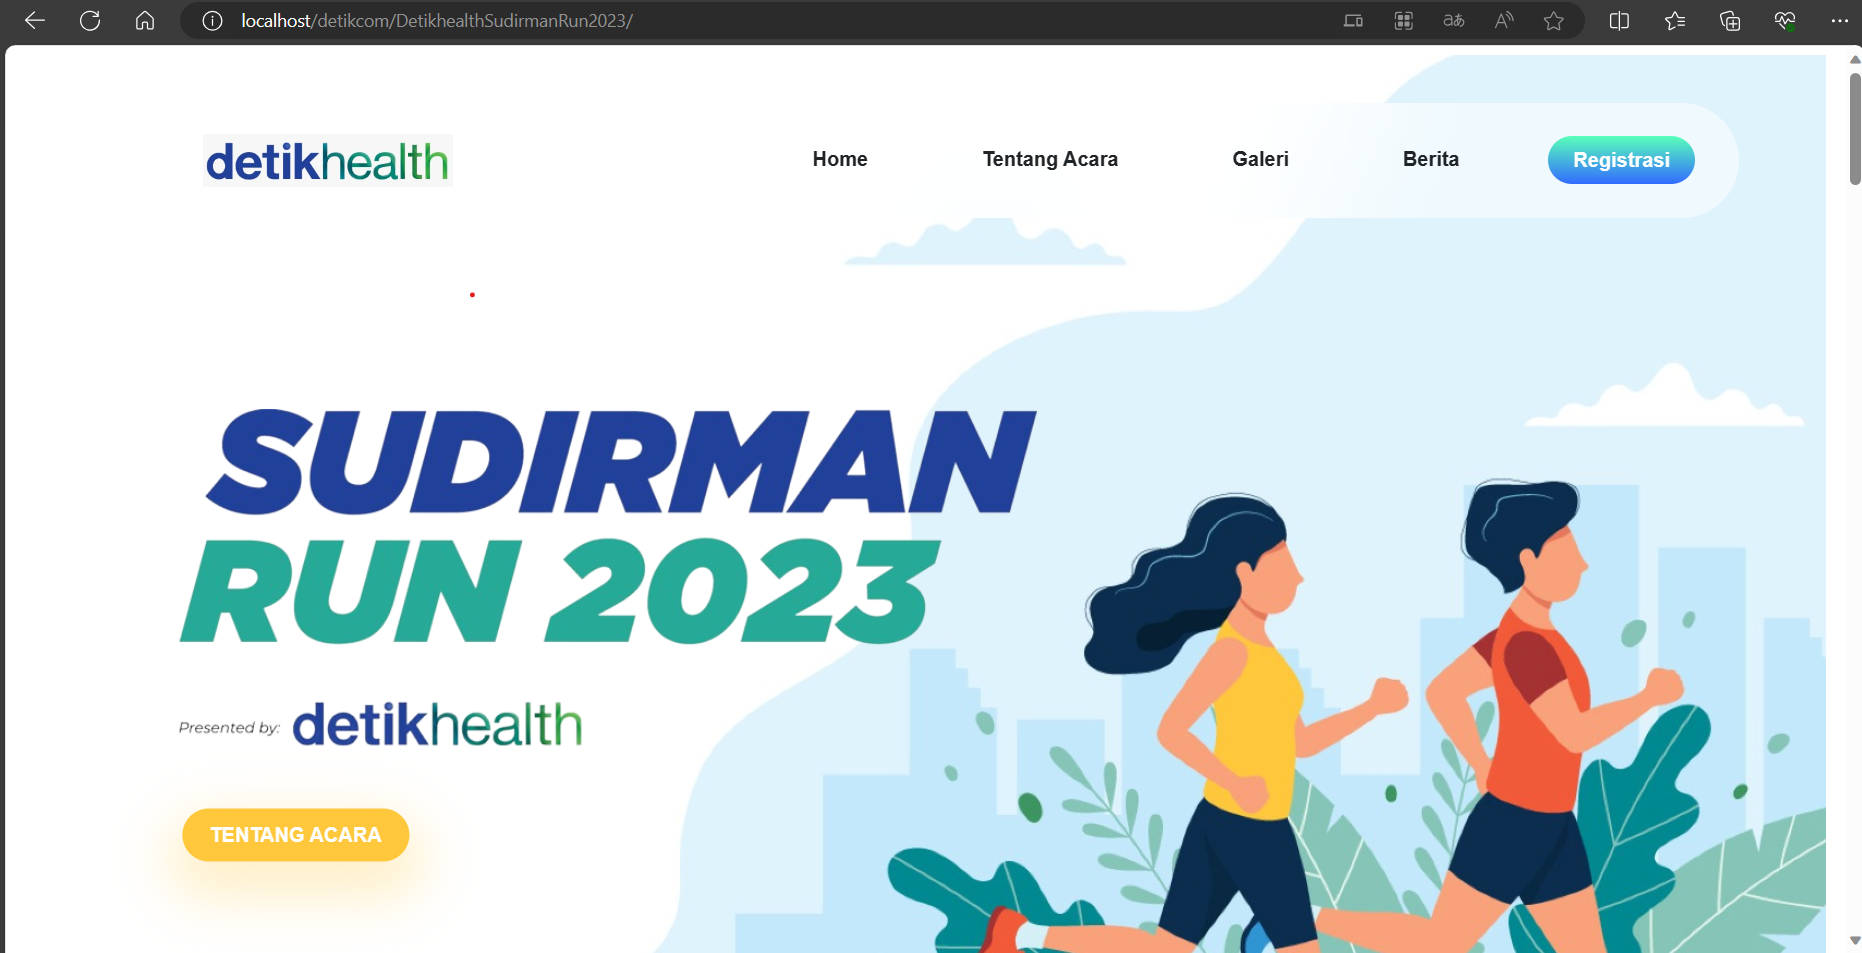 localhost/detikcom/DetikhealthSudirmanRun2023/
detikhealth
Home
Tentang Acara
Galeri
Berita
Registrasi
SUDIRMAN
RUN 2023
Presented by: detikhealth
TENTANG ACARA